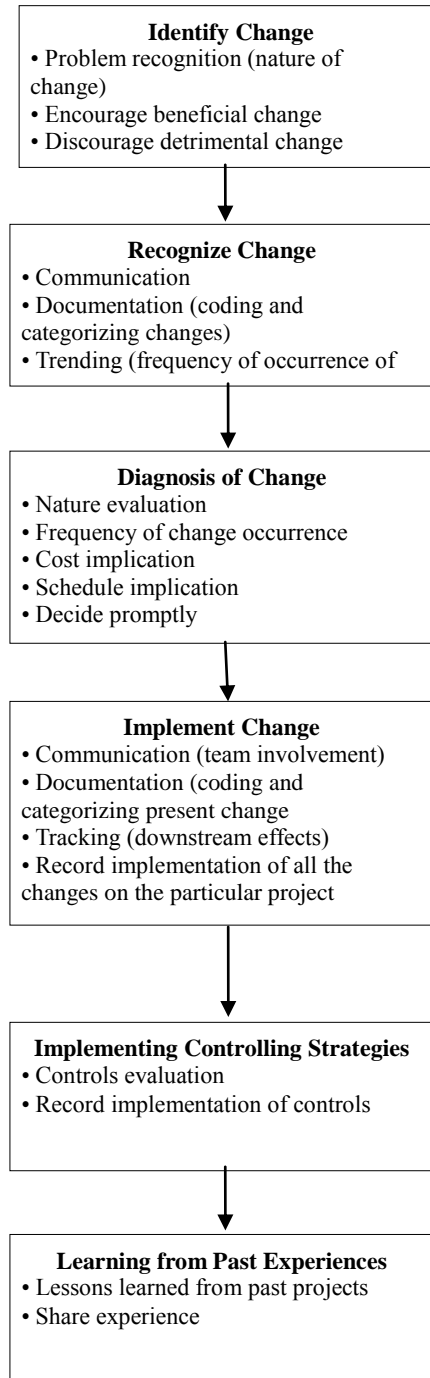 Identify Change
• Problem recognition (nature of
change)
• Encourage beneficial change
• Discourage detrimental change
Recognize Change
• Communication
• Documentation (coding and
categorizing changes)
• Trending (frequency of occurrence of
Diagnosis of Change
• Nature evaluation
• Frequency of change occurrence
• Cost implication
• Schedule implication
• Decide promptly
Implement Change
• Communication (team involvement)
• Documentation (coding and
categorizing present change
• Tracking (downstream effects)
• Record implementation of all the
changes on the particular project
Implementing Controlling Strategies
• Controls evaluation
• Record implementation of controls
Learning from Past Experiences
• Lessons learned from past projects
• Share experience